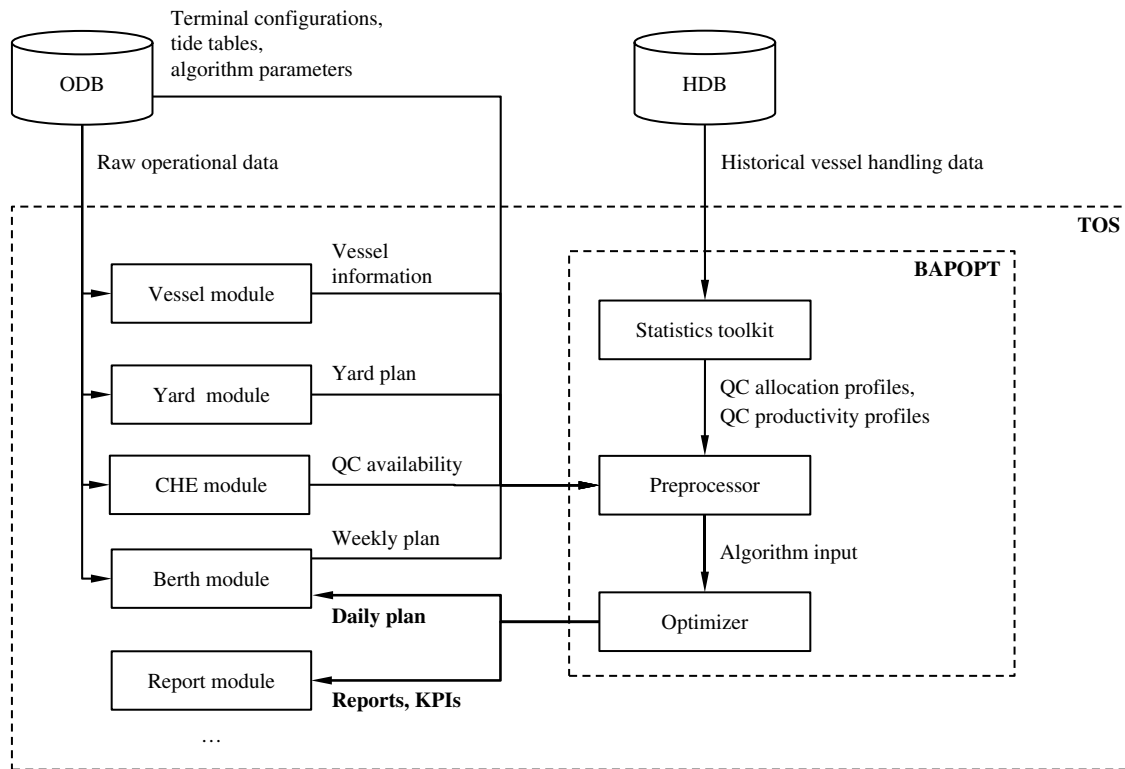 Terminal configurations,
tide tables,
algorithm parameters
ODB
HDB
Raw operational data
Historical vessel handling data
TOS
BAPOPT
Vessel
information
Vessel module
Statistics toolkit
Yard plan
Yard module
QC allocation profiles,
QC productivity profiles
QC availability
CHE module
Preprocessor
Weekly plan
Algorithm input
Berth module
Daily plan
Optimizer
Report module
Reports, KPIs
…